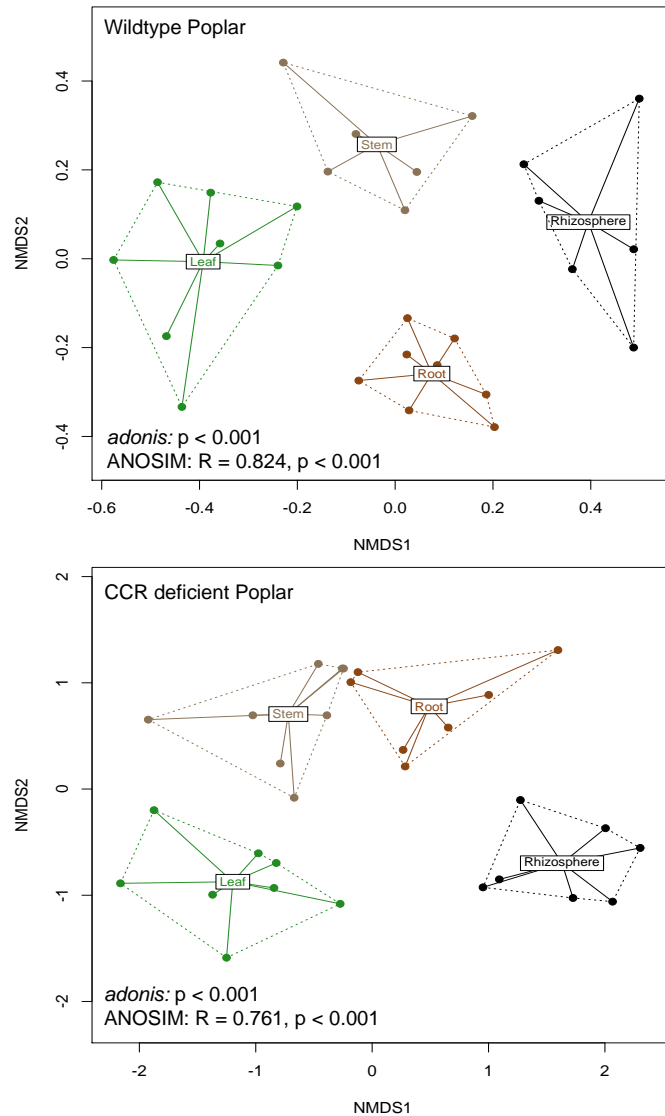 Wildtype Poplar
0.4
0.2
0.0
-0.2
-0.4
NMDS2
Stem
Rhizosphere
Leaf
Root
adonis: p < 0.001
ANOSIM: R = 0.824, p < 0.001
-0.6
-0.4
-0.2
0.0
0.2
0.4
NMDS1
CCR deficient Poplar
2
1
0
-1
-2
NMDS2
Stem
Root
Leaf
Rhizosphere
adonis: p < 0.001
ANOSIM: R = 0.761, p < 0.001
-2
-1
0
1
2
NMDS1